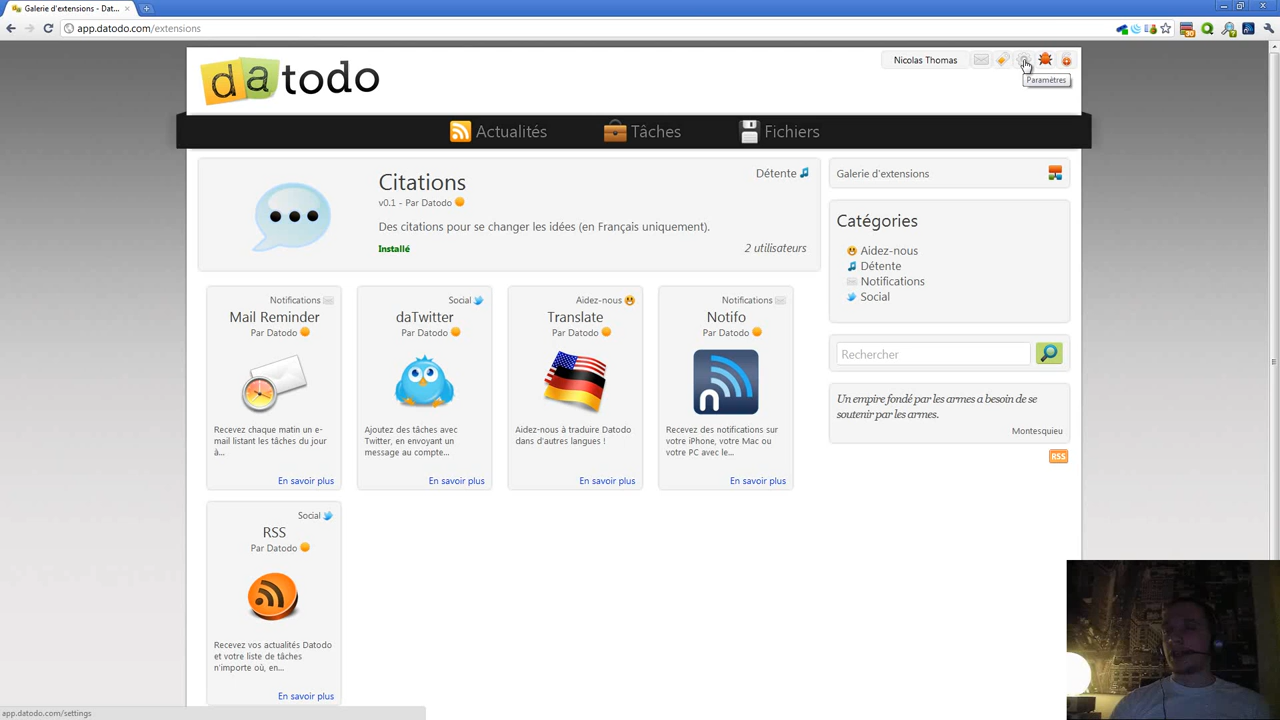 Galerie d'extensions - Dat...
app.datodo.com/extensions
datodo
Nicolas Thomas
Paramètres
Actualités
Tâches
Fichiers
Citations
Détente
v0.1 - Par Datodo
Des citations pour se changer les idées (en Français uniquement).
Installé
2 utilisateurs
Galerie d'extensions
Catégories
Aidez-nous
Détente
Notifications
Social
Rechercher
Un empire fondé par les armes a besoin de se
soutenir par les armes.
Montesquieu
RSS
Notifications
Mail Reminder
Par Datodo
Recevez chaque matin un e-
mail listant les tâches du jour
à...
En savoir plus
Social
daTwitter
Par Datodo
Ajoutez des tâches avec
Twitter, en envoyant un
message au compte...
En savoir plus
Aidez-nous
Translate
Par Datodo
Aidez-nous à traduire Datodo
dans d'autres langues !
En savoir plus
Notifications
Notifo
Par Datodo
n
Recevez des notifications sur
votre iPhone, votre Mac ou
votre PC avec le...
En savoir plus
Social
RSS
Par Datodo
Recevez vos actualités Datodo
et votre liste de tâches
n'importe où, en...
En savoir plus
app.datodo.com/settings